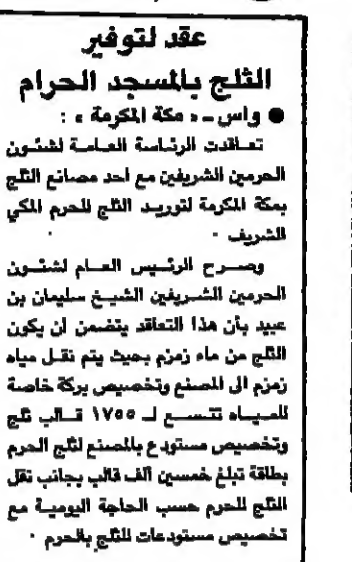 عقد لتوفير
الثلج بالمسجد الحرام
● واس ـ « مكة المكرمة » :
تعاقدت الرئاسة العامة لشئون
الحرمين الشريفين مع احد مصانع الثلج
بمكة المكرمة لتوريد الثلج للحرم المكي
الشريف ٠
وصرح الرئيس العام لشئون
الحرمين الشريفين الشيخ سليمان بن
عبيد بأن هذا التعاقد يتضمن ان يكون
الثلج من ماء زمزم بحيث يتم نقل مياه
زمزم الى المصنع وتخصيص بركة خاصة
للمياه تتسع لـ ١٧٥٥ قالب ثلج
وتخصيص مستودع بالمصنع لثلج الحرم
بطاقة تبلغ خمسين ألف قالب بجانب نقل
الثلج للحرم حسب الحاجة اليومية مع
تخصيص مستودعات للثلج بالحرم ٠